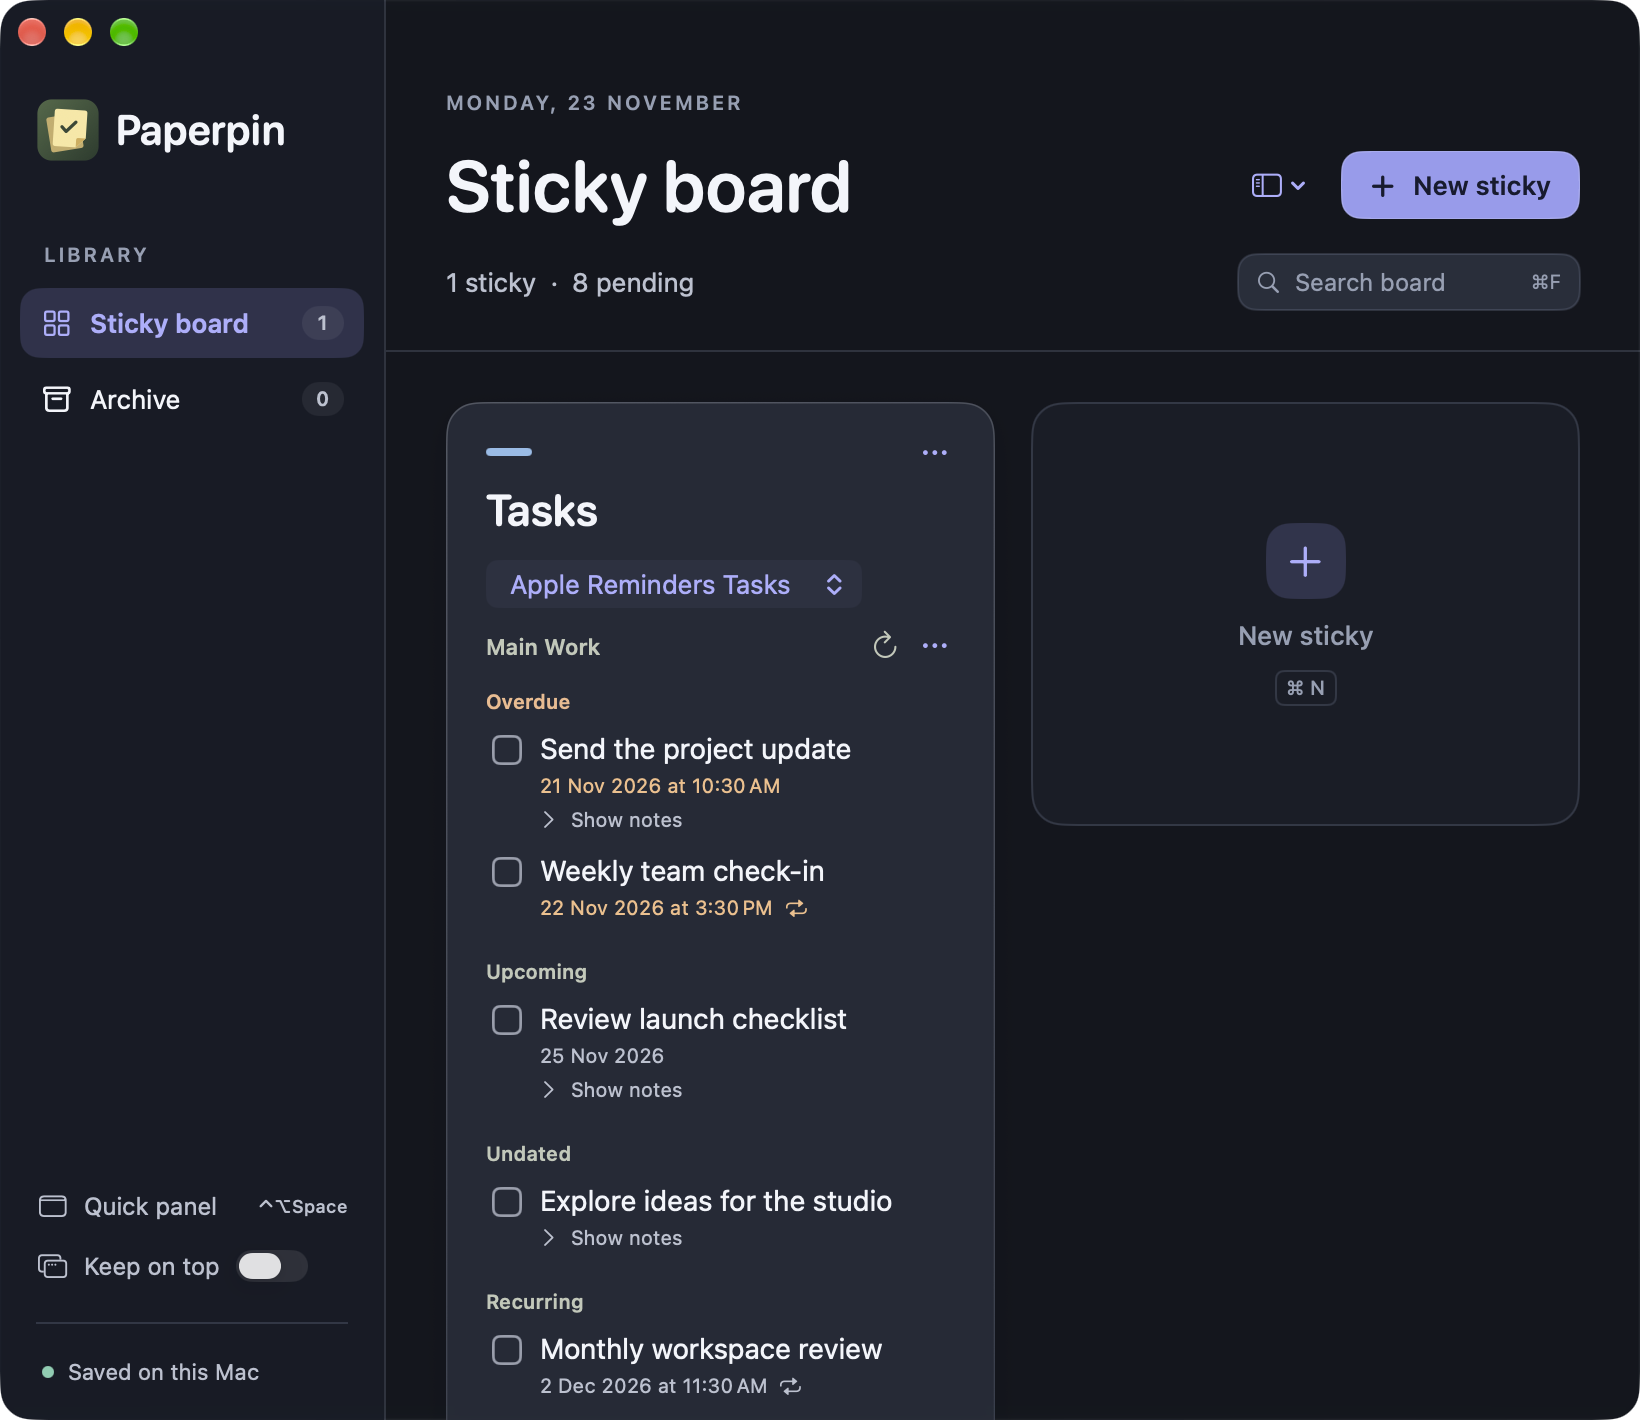 Paperpin
LIBRARY
Sticky board 1
Archive 0
Quick panel ^⌥Space
Keep on top
Saved on this Mac
MONDAY, 23 NOVEMBER
Sticky board
New sticky
1 sticky · 8 pending
Search board ⌘F
Tasks
Apple Reminders Tasks
Main Work
Overdue
Send the project update
21 Nov 2026 at 10:30 AM
Show notes
Weekly team check-in
22 Nov 2026 at 3:30 PM
Upcoming
Review launch checklist
25 Nov 2026
Show notes
Undated
Explore ideas for the studio
Show notes
Recurring
Monthly workspace review
2 Dec 2026 at 11:30 AM
New sticky
⌘ N